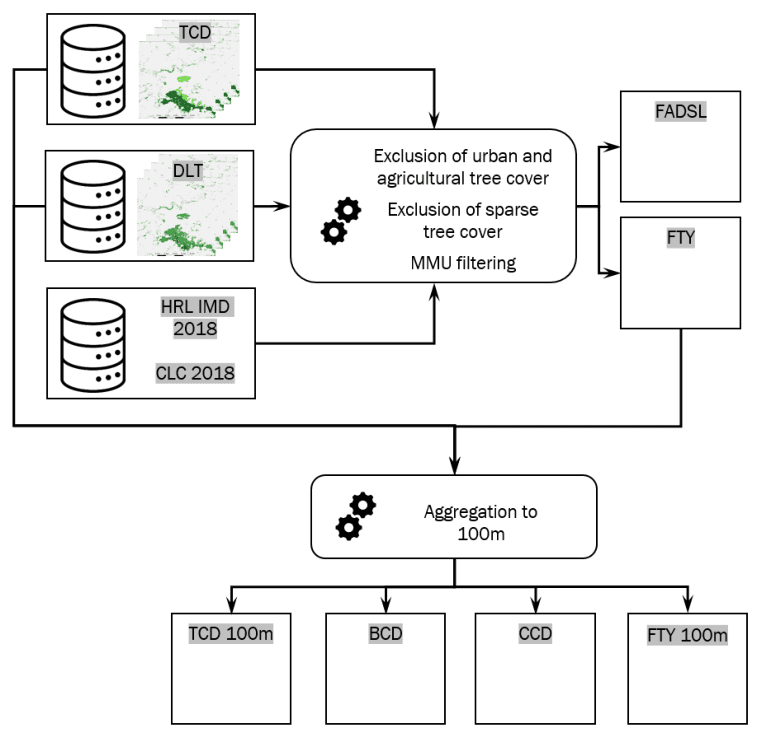 TCD
DLT
HRL IMD
2018
CLC 2018
Exclusion of urban and
agricultural tree cover
Exclusion of sparse
tree cover
MMU filtering
FADSL
FTY
Aggregation to
100m
TCD 100m
BCD
CCD
FTY 100m